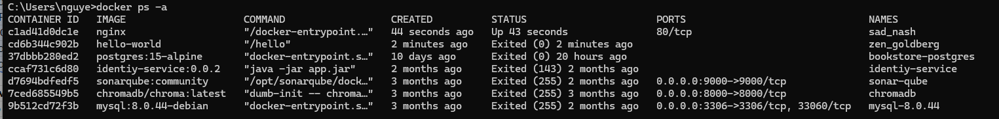 C:\Users\nguye>docker ps -a
CONTAINER ID   IMAGE                    COMMAND                  CREATED          STATUS                      PORTS                               NAMES
c1ad41d0dc1e   nginx                    "/docker-entrypoint.…"   44 seconds ago   Up 43 seconds               80/tcp                              sad_nash
cd6b344c902b   hello-world              "/hello"                 2 minutes ago    Exited (0) 2 minutes ago                                        zen_goldberg
37dbbb280ed2   postgres:15-alpine       "docker-entrypoint.s…"   10 days ago      Exited (0) 20 hours ago                                         bookstore-postgres
ccaf731c6d80   identiy-service:0.0.2    "java -jar app.jar"      2 months ago     Exited (143) 2 months ago                                       identiy-service
d7694bdfedf5   sonarqube:community      "/opt/sonarqube/dock…"   3 months ago     Exited (255) 2 months ago   0.0.0.0:9000->9000/tcp              sonar-qube
7ced685549b5   chromadb/chroma:latest   "dumb-init -- chroma…"   3 months ago     Exited (255) 3 months ago   0.0.0.0:8000->8000/tcp              chromadb
9b512cd72f3b   mysql:8.0.44-debian      "docker-entrypoint.s…"   3 months ago     Exited (255) 2 months ago   0.0.0.0:3306->3306/tcp, 33060/tcp   mysql-8.0.44